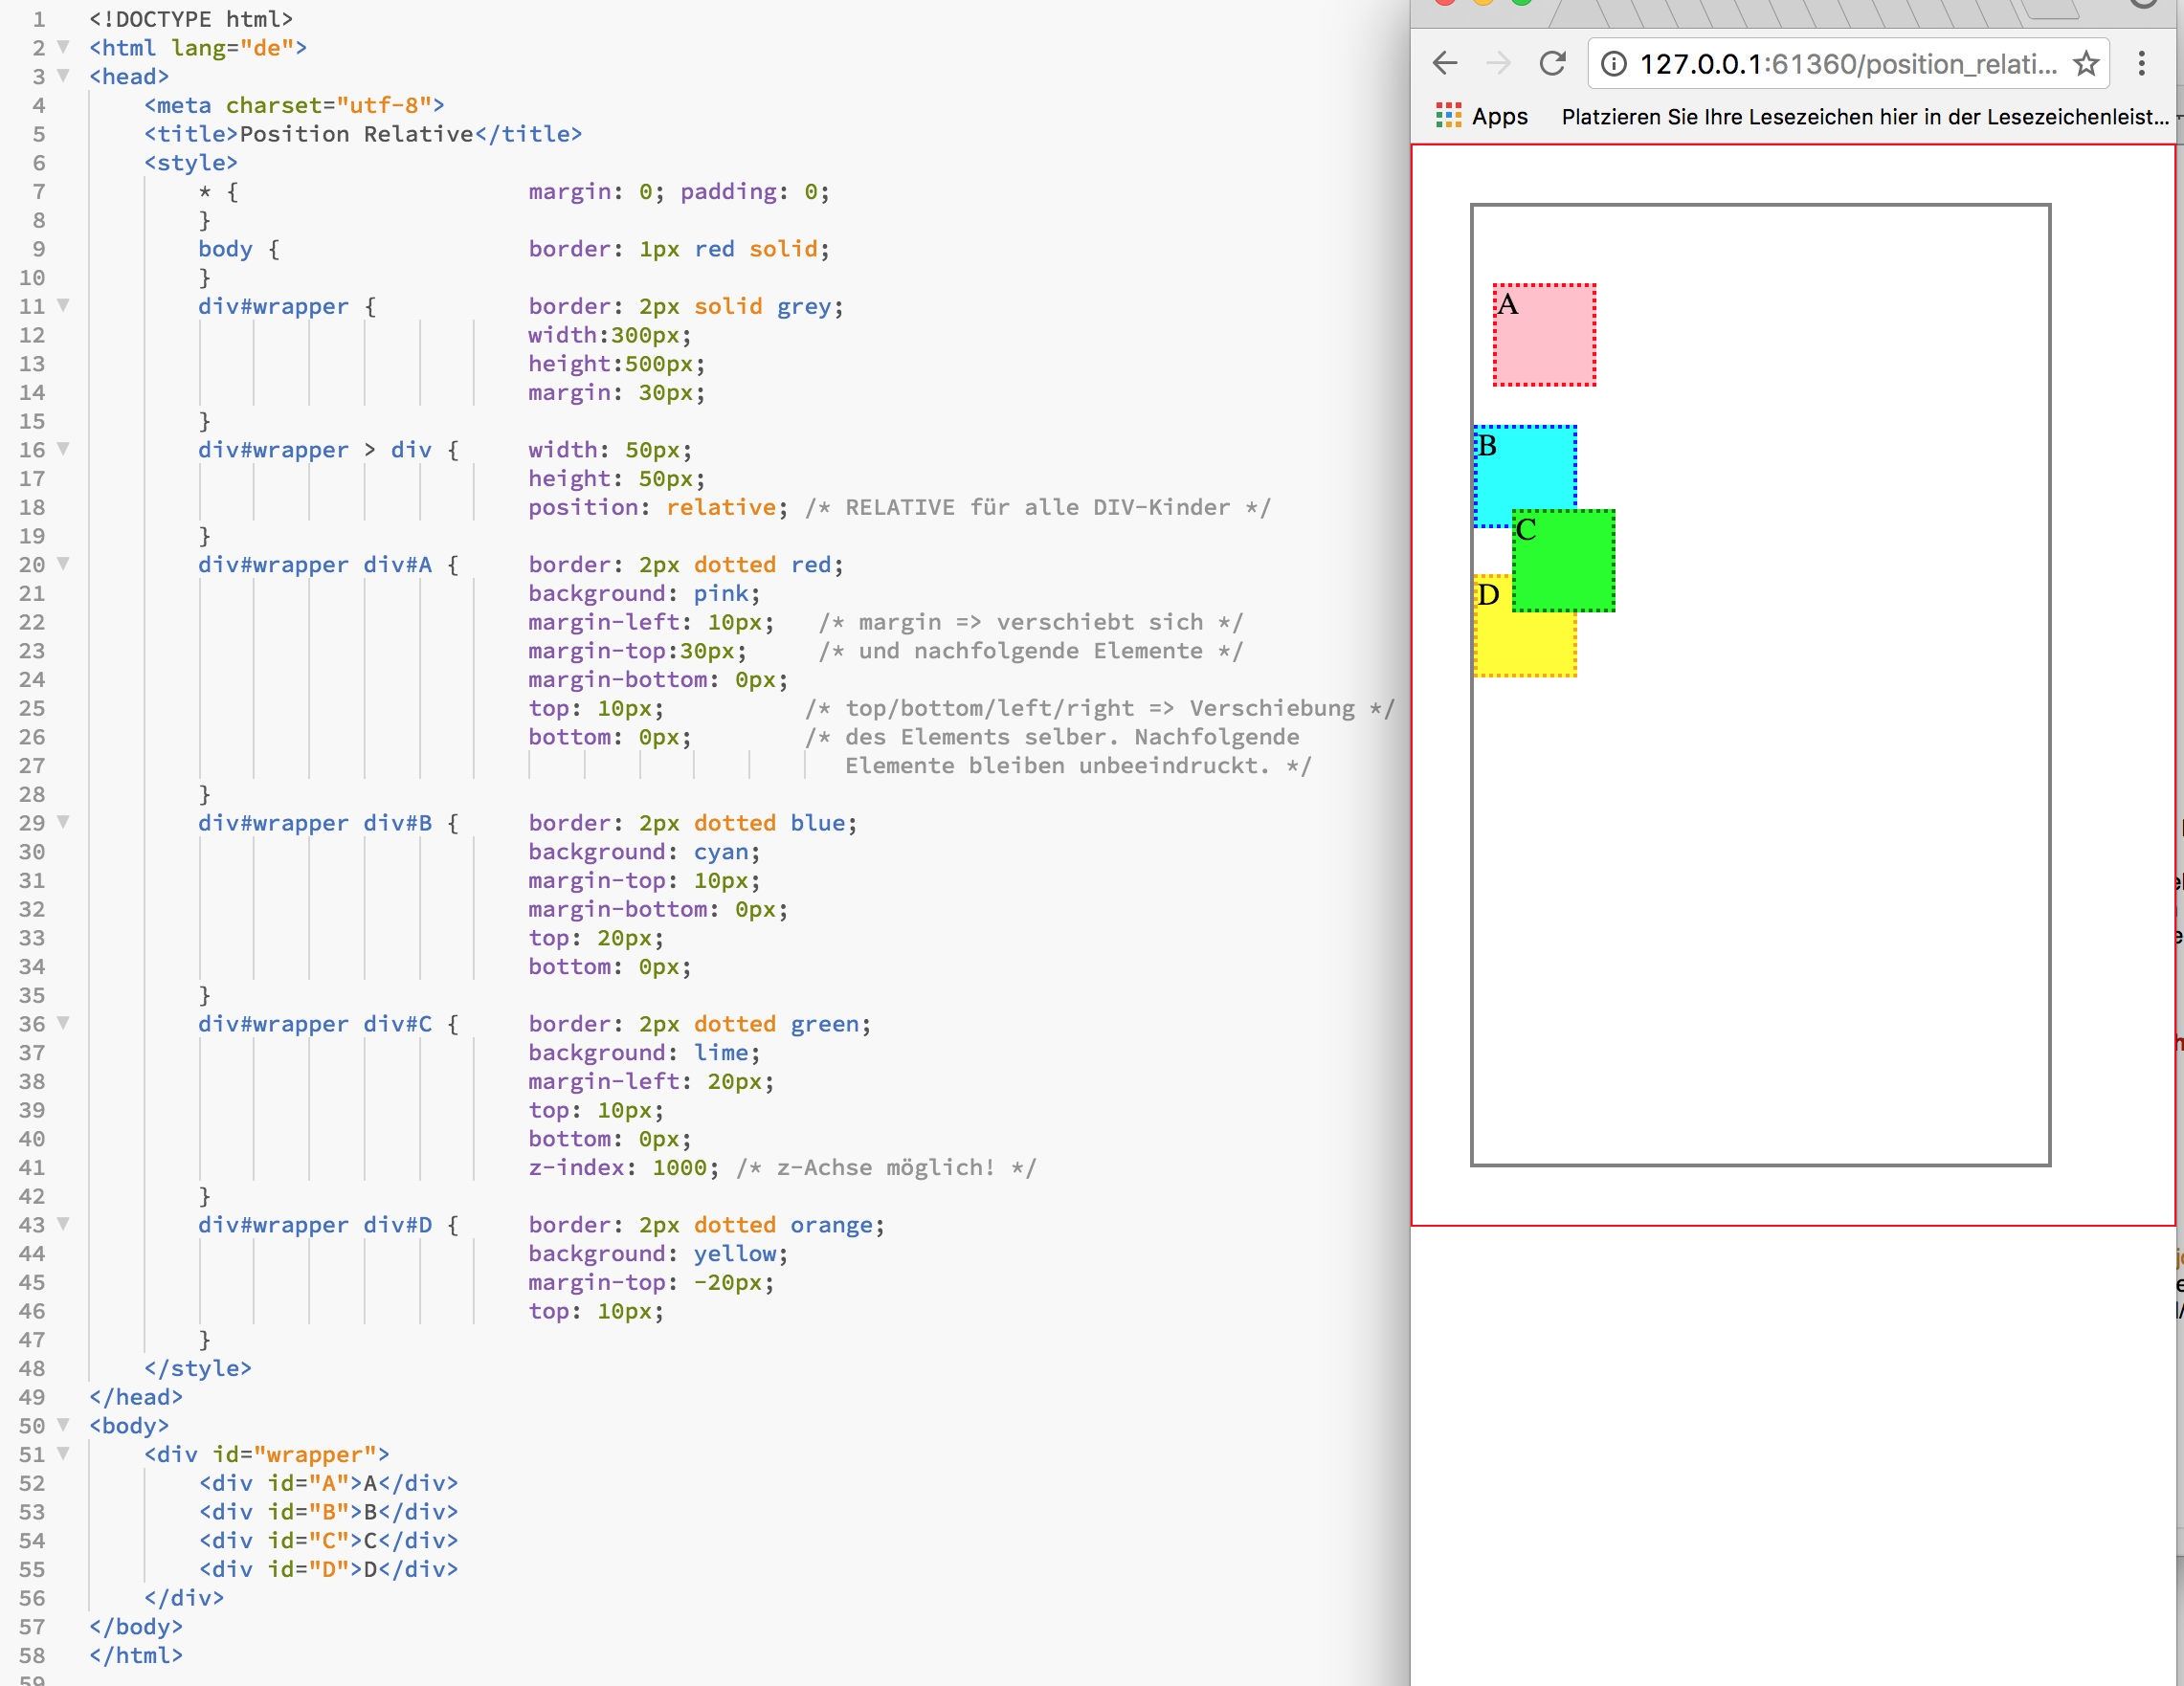 1 <!DOCTYPE html>
2 <html lang="de">
3 <head>
4 <meta charset="utf-8">
5 <title>Position Relative</title>
6 <style>
7 * { margin: 0; padding: 0;
8 }
9 body { border: 1px red solid;
10 }
11 div#wrapper { border: 2px solid grey;
12 width:300px;
13 height:500px;
14 margin: 30px;
15 }
16 div#wrapper > div { width: 50px;
17 height: 50px;
18 position: relative; /* RELATIVE für alle DIV-Kinder */
19 }
20 div#wrapper div#A { border: 2px dotted red;
21 background: pink;
22 margin-left: 10px; /* margin => verschiebt sich */
23 margin-top:30px; /* und nachfolgende Elemente */
24 margin-bottom: 0px;
25 top: 10px; /* top/bottom/left/right => Verschiebung */
26 bottom: 0px; /* des Elements selber. Nachfolgende
27 Elemente bleiben unbeeindruckt. */
28 }
29 div#wrapper div#B { border: 2px dotted blue;
30 background: cyan;
31 margin-top: 10px;
32 margin-bottom: 0px;
33 top: 20px;
34 bottom: 0px;
35 }
36 div#wrapper div#C { border: 2px dotted green;
37 background: lime;
38 margin-left: 20px;
39 top: 10px;
40 bottom: 0px;
41 z-index: 1000; /* z-Achse möglich! */
42 }
43 div#wrapper div#D { border: 2px dotted orange;
44 background: yellow;
45 margin-top: -20px;
46 top: 10px;
47 }
48 </style>
49 </head>
50 <body>
51 <div id="wrapper">
52 <div id="A">A</div>
53 <div id="B">B</div>
54 <div id="C">C</div>
55 <div id="D">D</div>
56 </div>
57 </body>
58 </html>
59
127.0.0.1:61360/position_relati...
Apps Platzieren Sie Ihre Lesezeichen hier in der Lesezeichenleist...
A
B
C
D